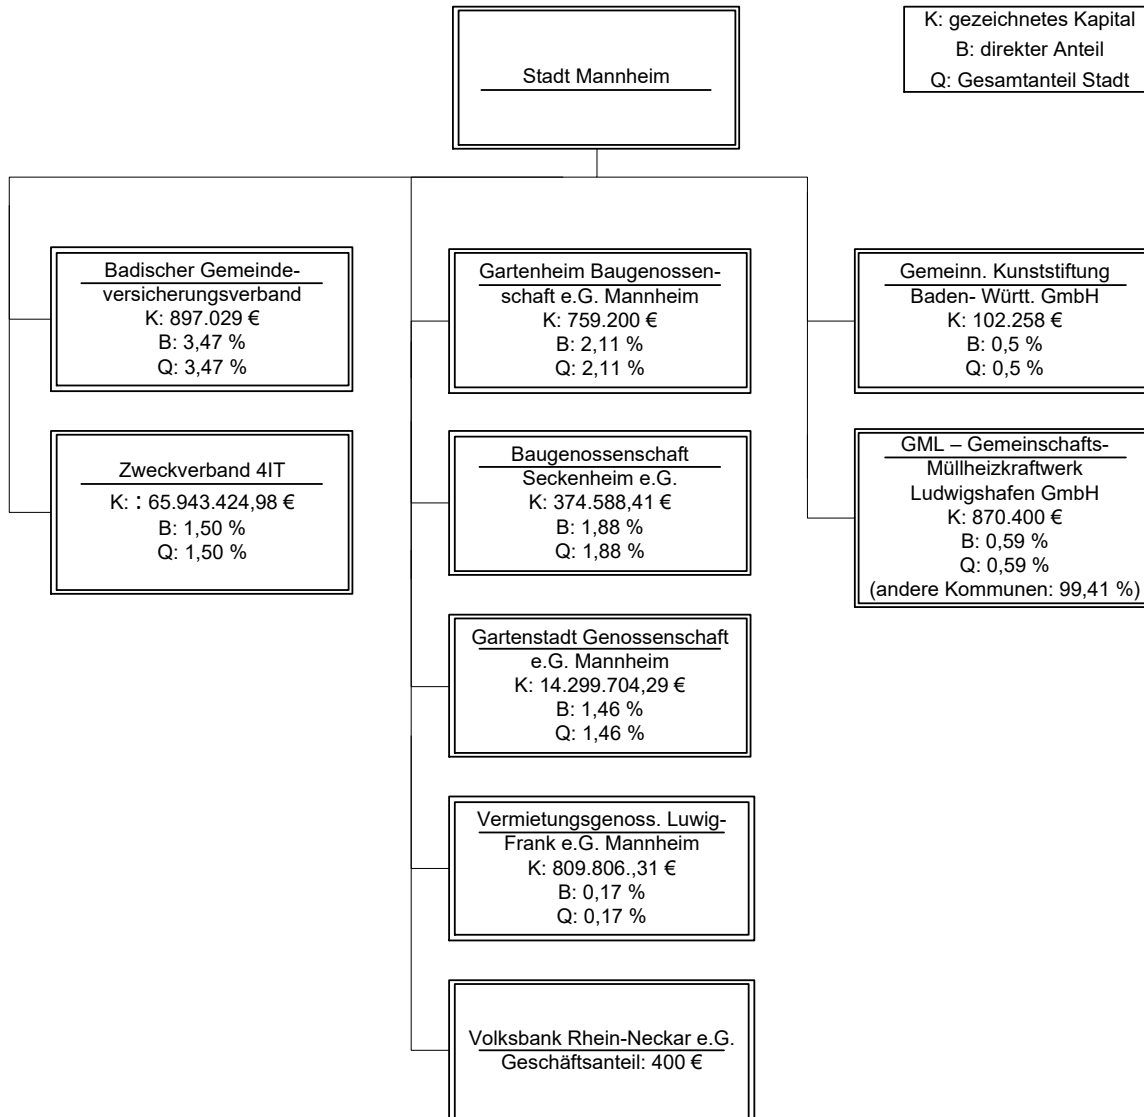 Stadt Mannheim
K: gezeichnetes Kapital
B: direkter Anteil
Q: Gesamtanteil Stadt
Badischer Gemeinde-
versicherungsverband
K: 897.029 €
B: 3,47 %
Q: 3,47 %
Zweckverband 4IT
K: : 65.943.424,98 €
B: 1,50 %
Q: 1,50 %
Gartenheim Baugenossen-
schaft e.G. Mannheim
K: 759.200 €
B: 2,11 %
Q: 2,11 %
Baugenossenschaft
Seckenheim e.G.
K: 374.588,41 €
B: 1,88 %
Q: 1,88 %
Gartenstadt Genossenschaft
e.G. Mannheim
K: 14.299.704,29 €
B: 1,46 %
Q: 1,46 %
Vermietungsgenoss. Luwig-
Frank e.G. Mannheim
K: 809.806.,31 €
B: 0,17 %
Q: 0,17 %
Volksbank Rhein-Neckar e.G.
Geschäftsanteil: 400 €
Gemeinn. Kunststiftung
Baden- Württ. GmbH
K: 102.258 €
B: 0,5 %
Q: 0,5 %
GML – Gemeinschafts-
Müllheizkraftwerk
Ludwigshafen GmbH
K: 870.400 €
B: 0,59 %
Q: 0,59 %
(andere Kommunen: 99,41 %)